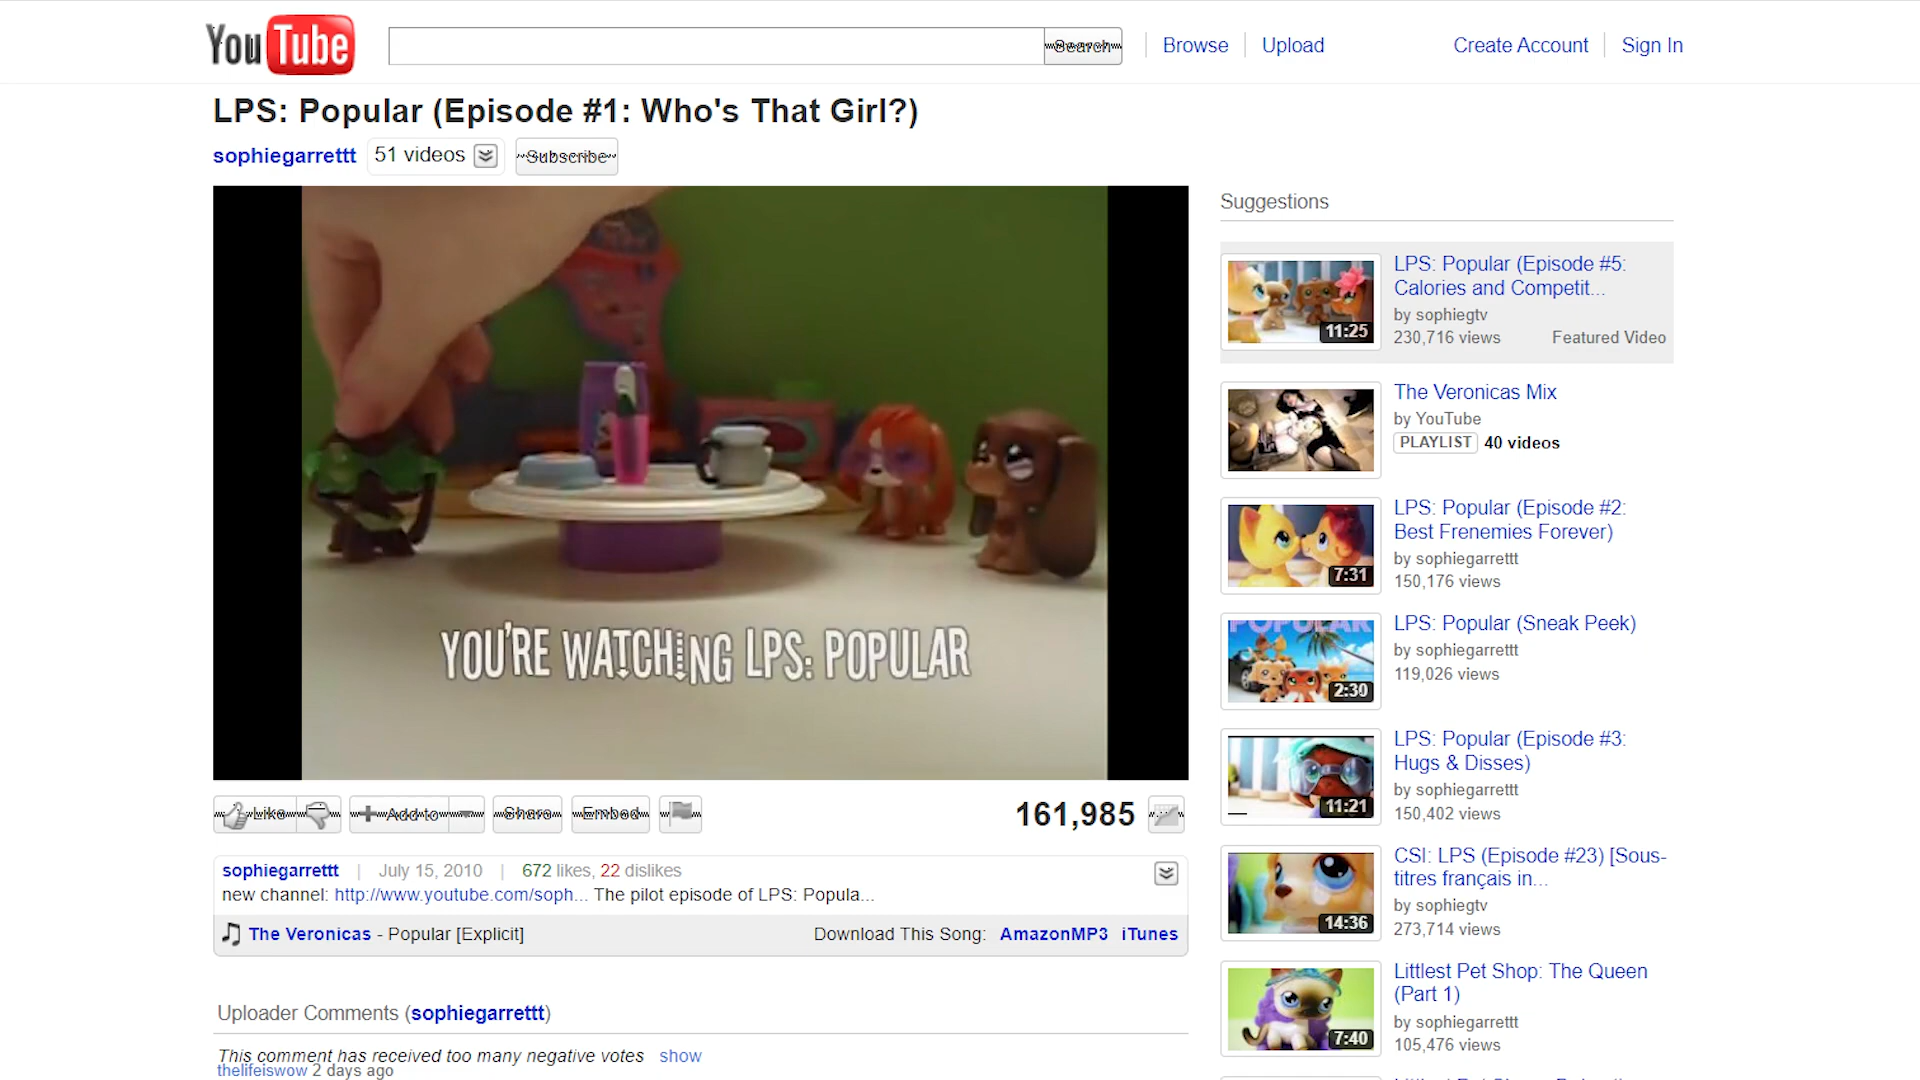 YouTube
Search
Browse
Upload
Create Account
Sign In
LPS: Popular (Episode #1: Who's That Girl?)
sophiegarrettt
51 videos
Subscribe
YOU'RE WATCHING LPS: POPULAR
Like
Add to
Share
Embed
161,985
sophiegarrettt | July 15, 2010 | 672 likes, 22 dislikes
new channel: http://www.youtube.com/soph... The pilot episode of LPS: Popula...
The Veronicas - Popular [Explicit]
Download This Song: AmazonMP3 iTunes
Uploader Comments (sophiegarrettt)
This comment has received too many negative votes show
thelifeiswow 2 days ago
Suggestions
11:25
LPS: Popular (Episode #5:
Calories and Competit...
by sophiegtv
230,716 views
Featured Video
The Veronicas Mix
by YouTube
PLAYLIST 40 videos
7:31
LPS: Popular (Episode #2:
Best Frenemies Forever)
by sophiegarrettt
150,176 views
POPULAR
2:30
LPS: Popular (Sneak Peek)
by sophiegarrettt
119,026 views
11:21
LPS: Popular (Episode #3:
Hugs & Disses)
by sophiegarrettt
150,402 views
14:36
CSI: LPS (Episode #23) [Sous-
titres français in...
by sophiegtv
273,714 views
7:40
Littlest Pet Shop: The Queen
(Part 1)
by sophiegarrettt
105,476 views